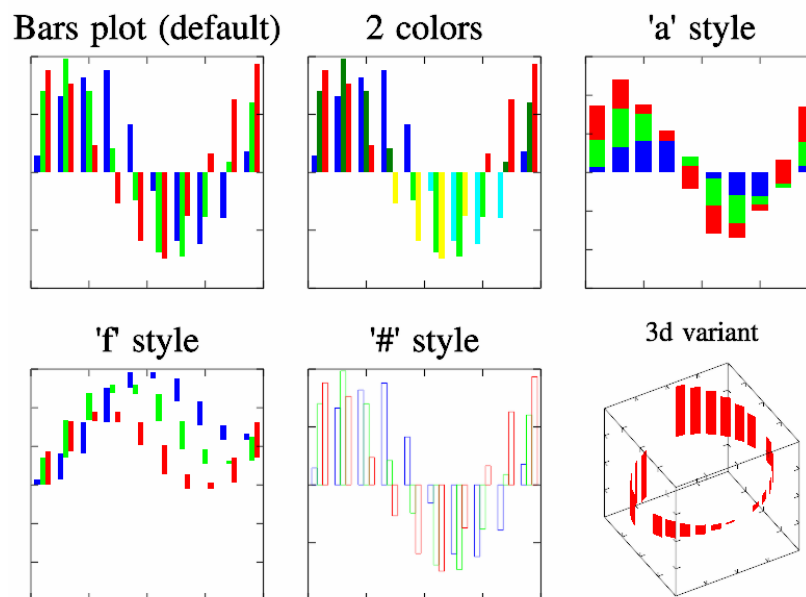 Bars plot (default)
2 colors
'a' style
'f' style
'#' style
3d variant